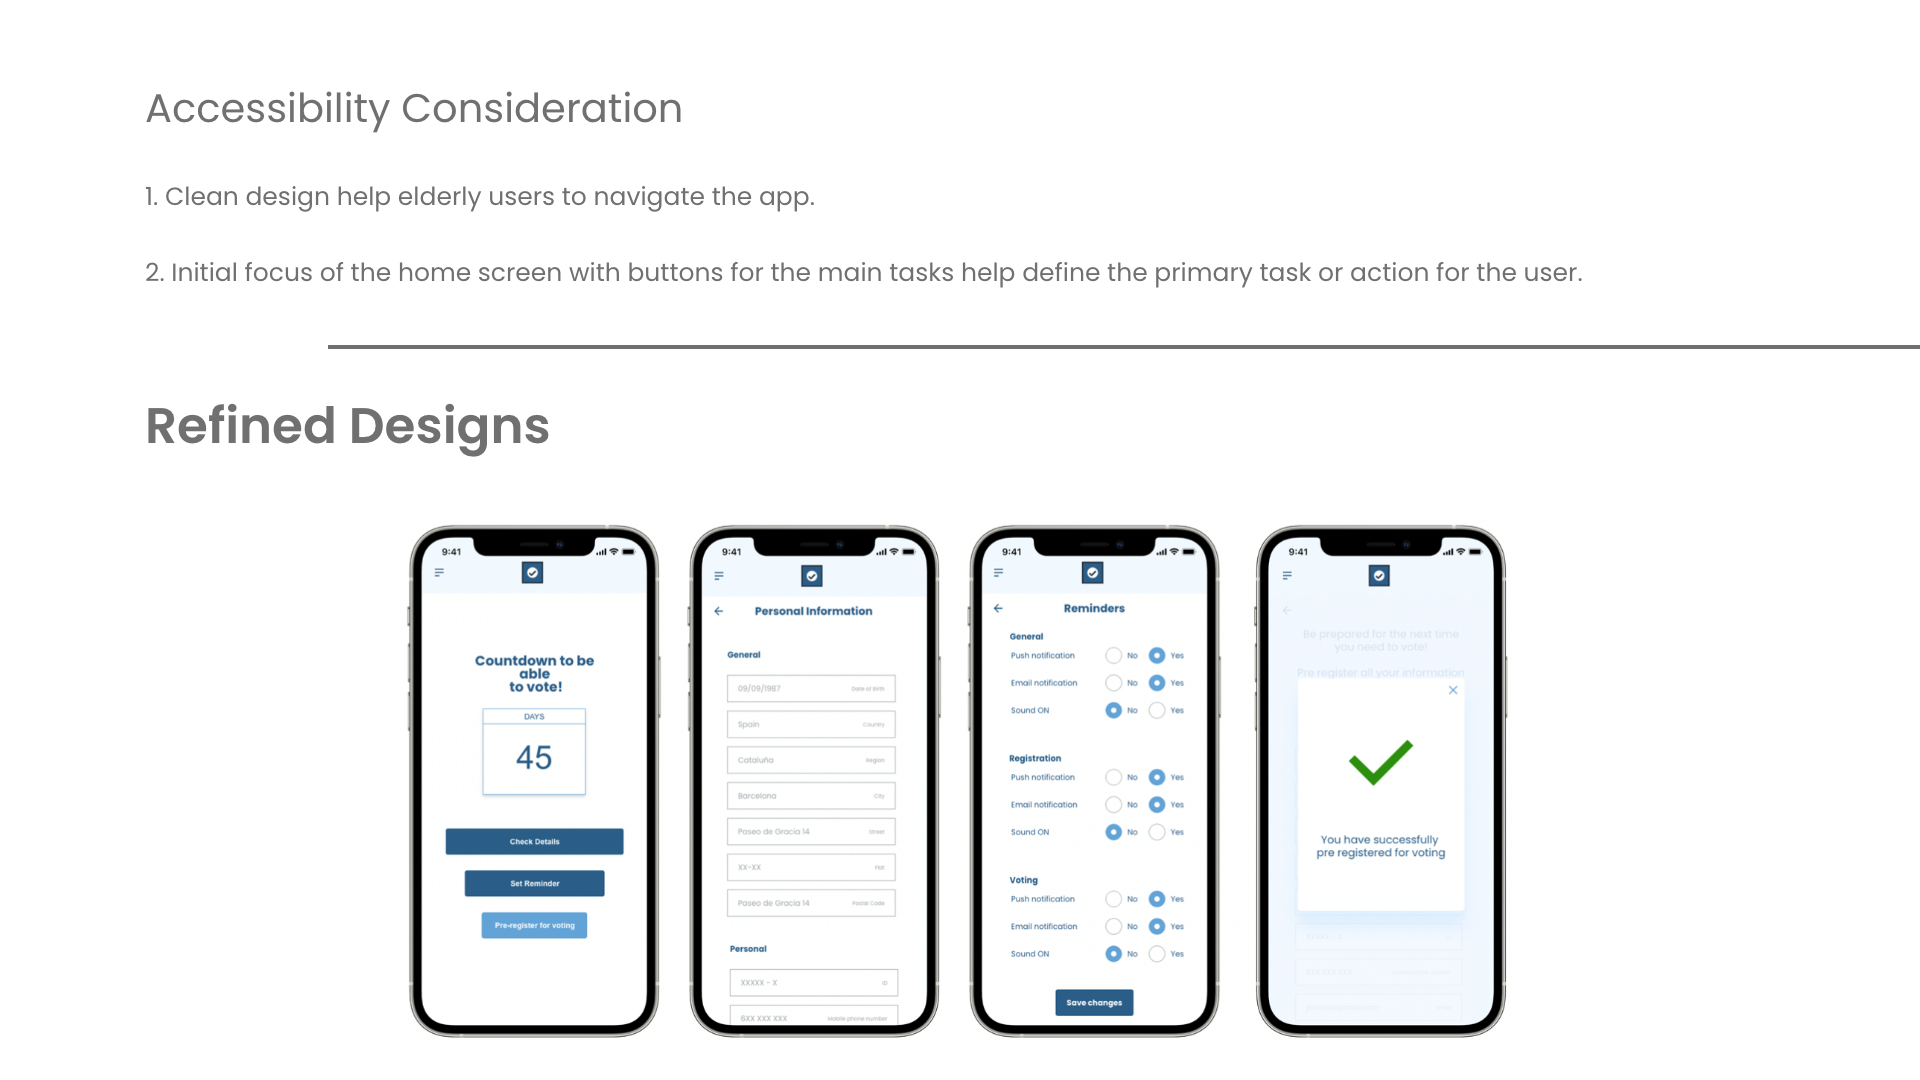 Accessibility Consideration
1. Clean design help elderly users to navigate the app.
2. Initial focus of the home screen with buttons for the main tasks help define the primary task or action for the user.
Refined Designs
9:41
Countdown to be
able
to vote!
DAYS
45
Check Details
Set Reminder
Pre-register for voting
9:41
Personal Information
General
09/09/1987 Date of Birth
Spain Country
Cataluña Region
Barcelona City
Paseo de Gracia 14 Street
XX-XX Flat
Paseo de Gracia 14 Postal Code
Personal
XXXXX - X ID
6XX XXX XXX Mobile phone number
9:41
Reminders
General
Push notification No Yes
Email notification No Yes
Sound ON No Yes
Registration
Push notification No Yes
Email notification No Yes
Sound ON No Yes
Voting
Push notification No Yes
Email notification No Yes
Sound ON No Yes
Save changes
9:41
Be prepared for the next time
you need to vote!
Pre register all your information
You have successfully
pre registered for voting